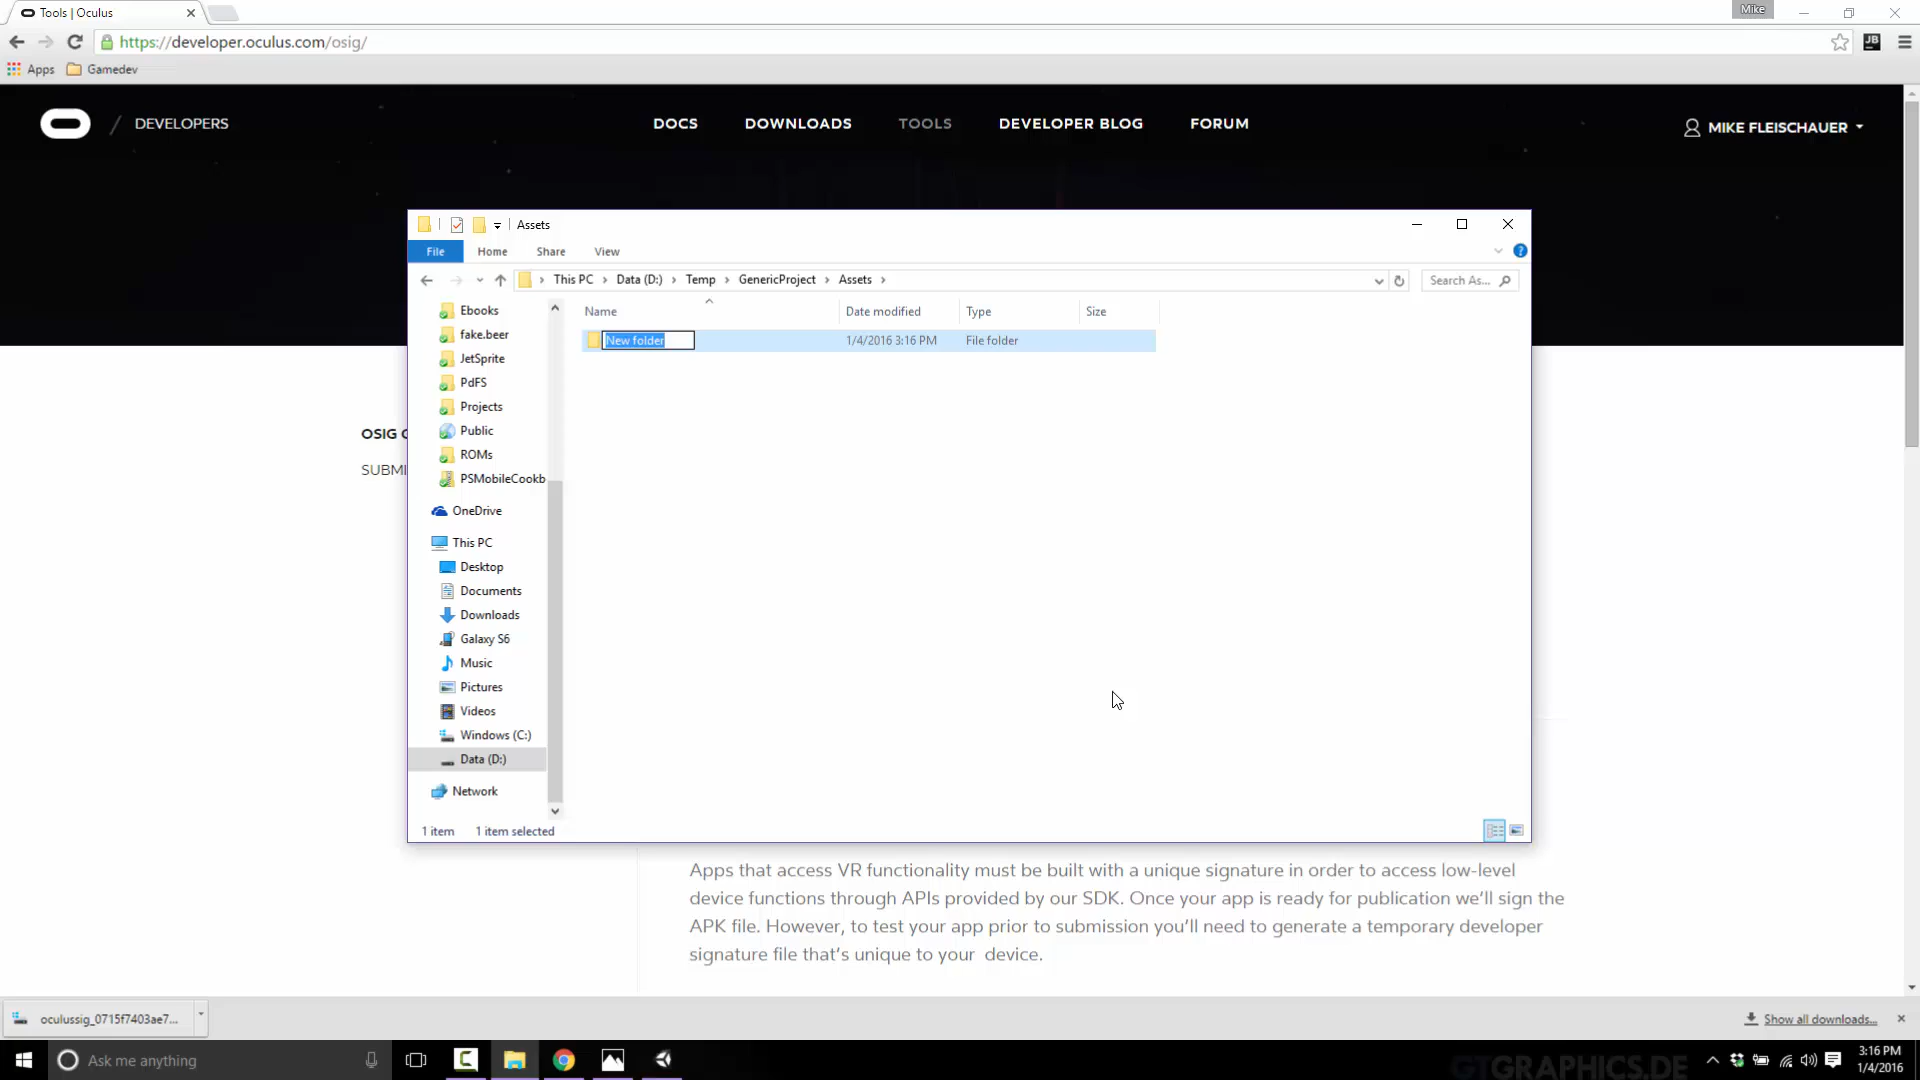 Tools | Oculus
Mike
https://developer.oculus.com/osig/
JB
Apps
Gamedev
/ DEVELOPERS
DOCS
DOWNLOADS
TOOLS
DEVELOPER BLOG
FORUM
MIKE FLEISCHAUER
Assets
File
Home
Share
View
This PC > Data (D:) > Temp > GenericProject > Assets >
Search As...
Name
Date modified
Type
Size
New folder
1/4/2016 3:16 PM
File folder
Ebooks
fake.beer
JetSprite
PdFS
Projects
Public
ROMs
PSMobileCookb
OneDrive
This PC
Desktop
Documents
Downloads
Galaxy S6
Music
Pictures
Videos
Windows (C:)
Data (D:)
Network
1 item
1 item selected
OSIG
SUBMI
Apps that access VR functionality must be built with a unique signature in order to access low-level
device functions through APIs provided by our SDK. Once your app is ready for publication we'll sign the
APK file. However, to test your app prior to submission you'll need to generate a temporary developer
signature file that's unique to your device.
oculussig_0715f7403ae7...
Show all downloads...
Ask me anything
GTGRAPHICS.DE
3:16 PM
1/4/2016